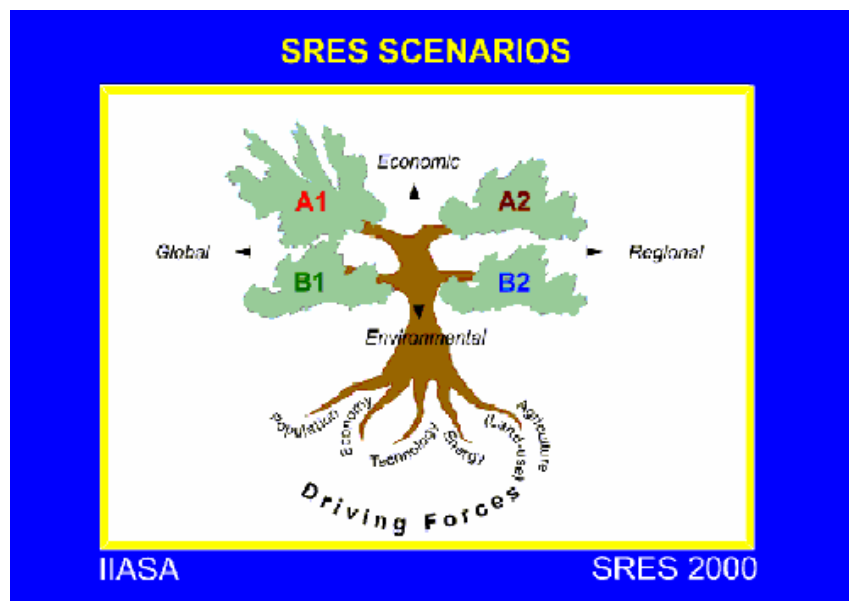 SRES SCENARIOS
Economic
A1
A2
Global
Regional
B1
B2
Environmental
Population
Economy
Technology
Energy
Agriculture
(Land-use)
Driving Forces
IIASA
SRES 2000